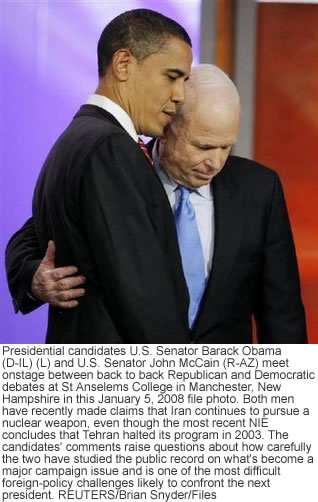 Presidential candidates U.S. Senator Barack Obama
(D-IL) (L) and U.S. Senator John McCain (R-AZ) meet
onstage between back to back Republican and Democratic
debates at St Anselems College in Manchester, New
Hampshire in this January 5, 2008 file photo. Both men
have recently made claims that Iran continues to pursue a
nuclear weapon, even though the most recent NIE
concludes that Tehran halted its program in 2003. The
candidates' comments raise questions about how carefully
the two have studied the public record on what's become a
major campaign issue and is one of the most difficult
foreign-policy challenges likely to confront the next
president. REUTERS/Brian Snyder/Files